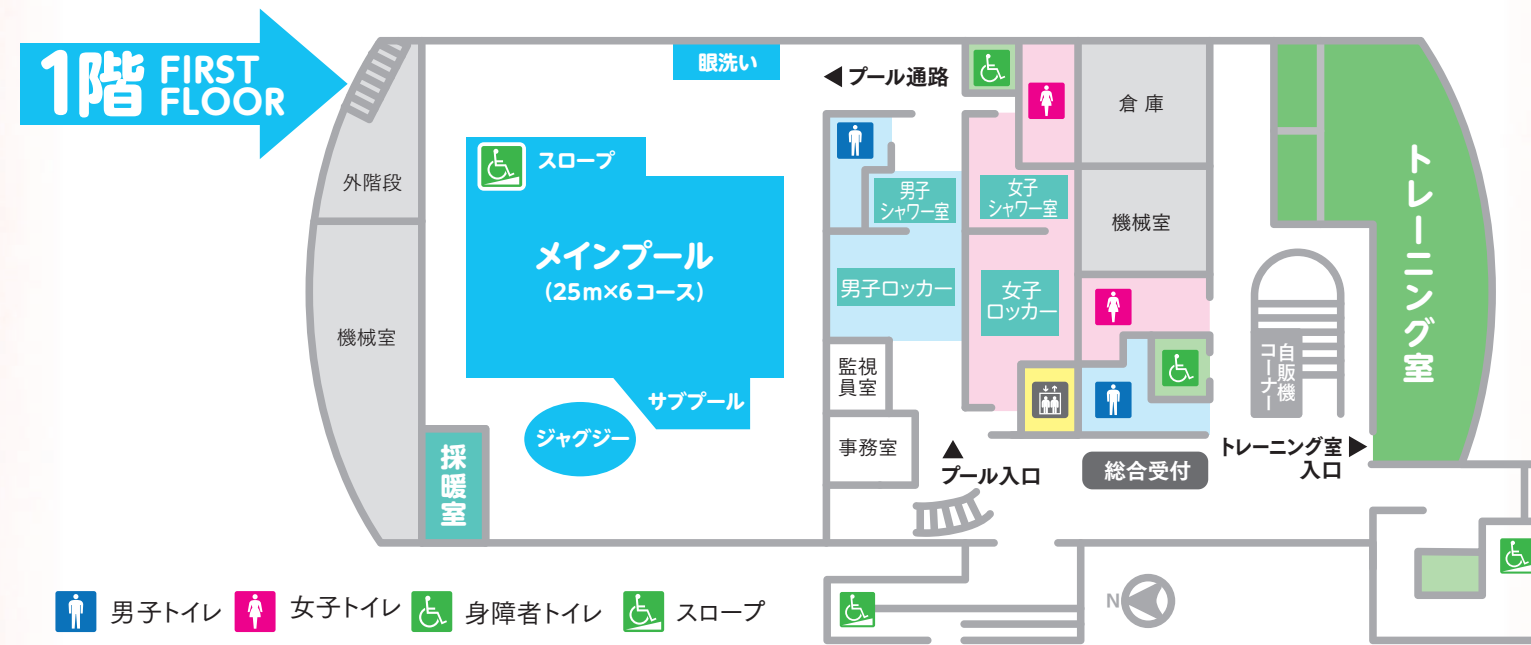 1階 FIRST
FLOOR
眼洗い
◀プール通路
倉庫
外階段
スロープ
男子
シャワー室
女子
シャワー室
機械室
トレーニング室
メインプール
(25m×6コース)
男子ロッカー
女子
ロッカー
機械室
監視
員室
自販機
コーナー
サブプール
ジャグジー
採暖室
事務室
▲
プール入口
総合受付
トレーニング室▶
入口
男子トイレ
女子トイレ
身障者トイレ
スロープ
N